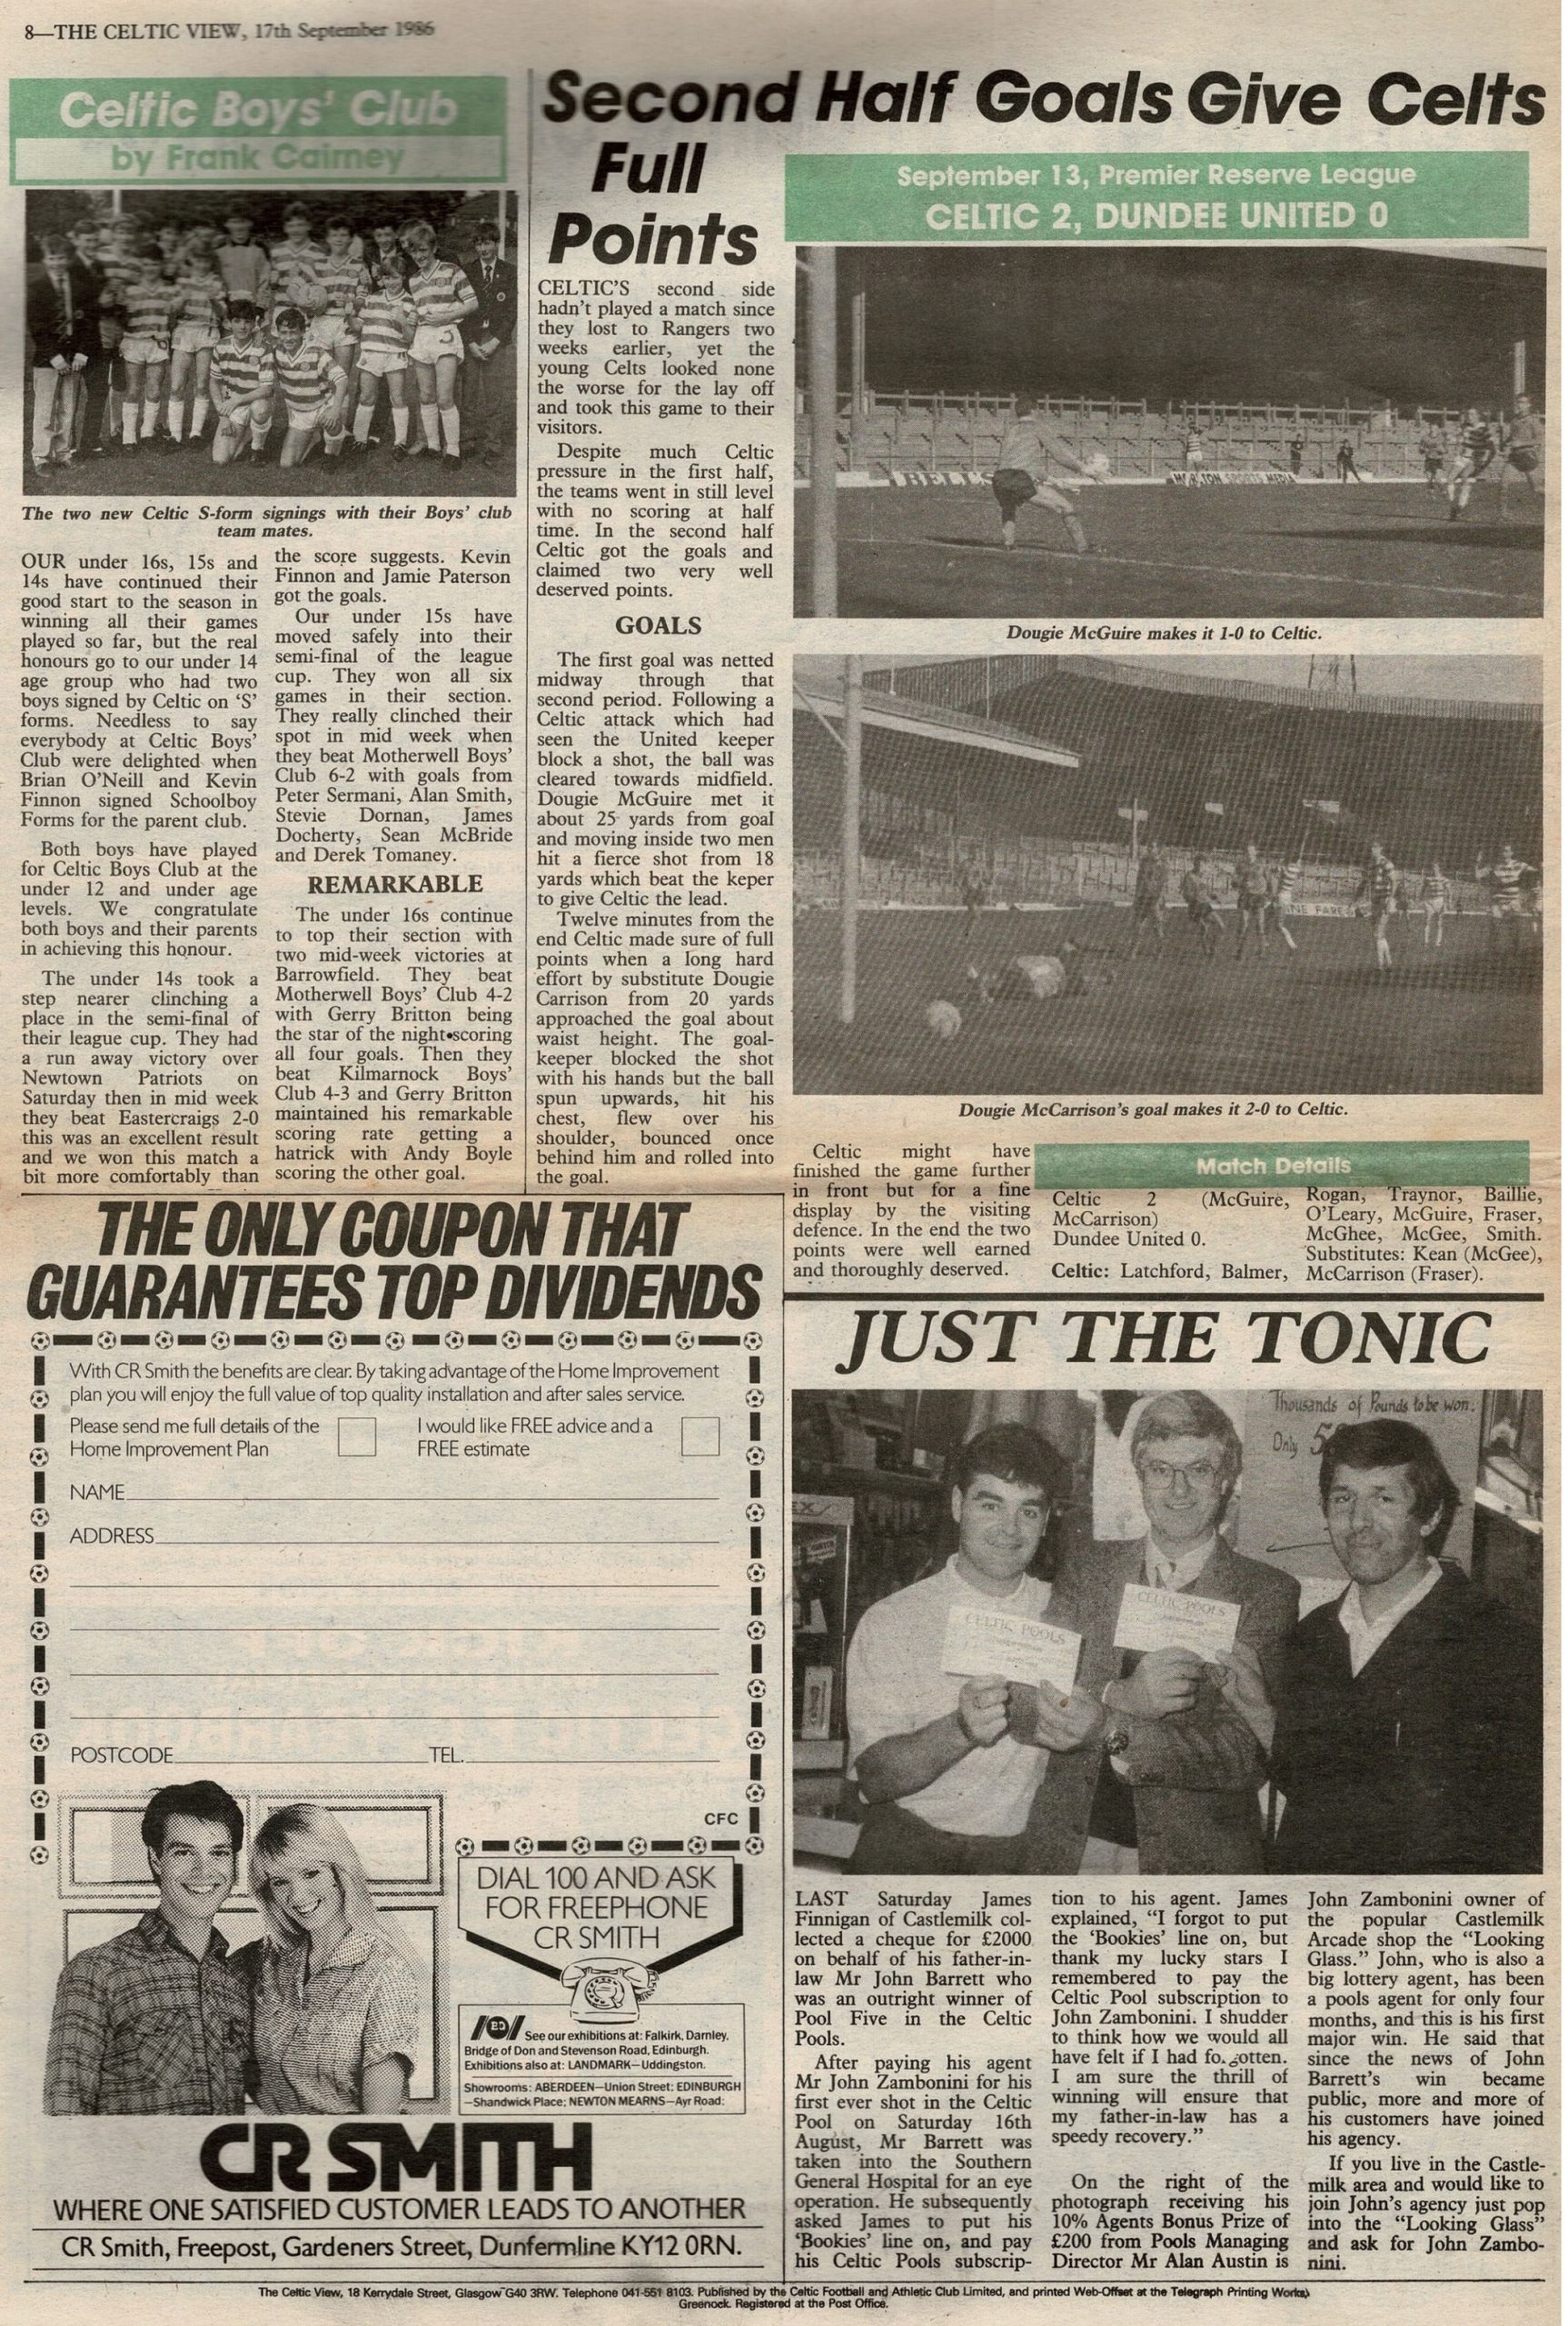 8—THE CELTIC VIEW, 17th September 1986
Celtic Boys' Club
by Frank Cairney
The two new Celtic S-form signings with their Boys' club
team mates.
OUR under 16s, 15s and
14s have continued their
good start to the season in
winning all their games
played so far, but the real
honours go to our under 14
age group who had two
boys signed by Celtic on 'S'
forms. Needless to say
everybody at Celtic Boys'
Club were delighted when
Brian O'Neill and Kevin
Finnon signed Schoolboy
Forms for the parent club.
Both boys have played
for Celtic Boys Club at the
under 12 and under age
levels. We congratulate
both boys and their parents
in achieving this honour.
The under 14s took a
step nearer clinching a
place in the semi-final of
their league cup. They had
a run away victory over
Newtown Patriots on
Saturday then in mid week
they beat Eastercraigs 2-0
this was an excellent result
and we won this match a
bit more comfortably than
the score suggests. Kevin
Finnon and Jamie Paterson
got the goals.
Our under 15s have
moved safely into their
semi-final of the league
cup. They won all six
games in their section.
They really clinched their
spot in mid week when
they beat Motherwell Boys'
Club 6-2 with goals from
Peter Sermani, Alan Smith,
Stevie Dornan, James
Docherty, Sean McBride
and Derek Tomaney.
REMARKABLE
The under 16s continue
to top their section with
two mid-week victories at
Barrowfield. They beat
Motherwell Boys' Club 4-2
with Gerry Britton being
the star of the night•scoring
all four goals. Then they
beat Kilmarnock Boys'
Club 4-3 and Gerry Britton
maintained his remarkable
scoring rate getting a
hatrick with Andy Boyle
scoring the other goal.
Second Half Goals Give Celts
Full
Points
CELTIC'S second side
hadn't played a match since
they lost to Rangers two
weeks earlier, yet the
young Celts looked none
the worse for the lay off
and took this game to their
visitors.
Despite much Celtic
pressure in the first half,
the teams went in still level
with no scoring at half
time. In the second half
Celtic got the goals and
claimed two very well
deserved points.
GOALS
The first goal was netted
midway through that
second period. Following a
Celtic attack which had
seen the United keeper
block a shot, the ball was
cleared towards midfield.
Dougie McGuire met it
about 25 yards from goal
and moving inside two men
hit a fierce shot from 18
yards which beat the keper
to give Celtic the lead.
Twelve minutes from the
end Celtic made sure of full
points when a long hard
effort by substitute Dougie
Carrison from 20 yards
approached the goal about
waist height. The goal-
keeper blocked the shot
with his hands but the ball
spun upwards, hit his
chest, flew over his
shoulder, bounced once
behind him and rolled into
the goal.
September 13, Premier Reserve League
CELTIC 2, DUNDEE UNITED 0
BELL'S
SPORTS MEDIA
Dougie McGuire makes it 1-0 to Celtic.
NE FARE
Dougie McCarrison's goal makes it 2-0 to Celtic.
Celtic might have
finished the game further
in front but for a fine
display by the visiting
defence. In the end the two
points were well earned
and thoroughly deserved.
Match Details
Celtic 2 (McGuire,
McCarrison)
Dundee United 0.
Celtic: Latchford, Balmer,
Rogan, Traynor, Baillie,
O'Leary, McGuire, Fraser,
McGhee, McGee, Smith.
Substitutes: Kean (McGee),
McCarrison (Fraser).
THE ONLY COUPON THAT
GUARANTEES TOP DIVIDENDS
With CR Smith the benefits are clear. By taking advantage of the Home Improvement
plan you will enjoy the full value of top quality installation and after sales service.
Please send me full details of the
Home Improvement Plan
I would like FREE advice and a
FREE estimate
NAME
ADDRESS
POSTCODE TEL.
CFC
DIAL 100 AND ASK
FOR FREEPHONE
CR SMITH
See our exhibitions at: Falkirk, Darnley,
Bridge of Don and Stevenson Road, Edinburgh.
Exhibitions also at: LANDMARK—Uddingston.
Showrooms: ABERDEEN—Union Street; EDINBURGH
—Shandwick Place; NEWTON MEARNS—Ayr Road:
CR SMITH
WHERE ONE SATISFIED CUSTOMER LEADS TO ANOTHER
CR Smith, Freepost, Gardeners Street, Dunfermline KY12 0RN.
JUST THE TONIC
Thousands of Pounds to be won.
Only
CELTIC POOLS
CELTIC POOLS
LAST Saturday James
Finnigan of Castlemilk col-
lected a cheque for £2000
on behalf of his father-in-
law Mr John Barrett who
was an outright winner of
Pool Five in the Celtic
Pools.
After paying his agent
Mr John Zambonini for his
first ever shot in the Celtic
Pool on Saturday 16th
August, Mr Barrett was
taken into the Southern
General Hospital for an eye
operation. He subsequently
asked James to put his
'Bookies' line on, and pay
his Celtic Pools subscrip-
tion to his agent. James
explained, "I forgot to put
the 'Bookies' line on, but
thank my lucky stars I
remembered to pay the
Celtic Pool subscription to
John Zambonini. I shudder
to think how we would all
have felt if I had forgotten.
I am sure the thrill of
winning will ensure that
my father-in-law has a
speedy recovery."
On the right of the
photograph receiving his
10% Agents Bonus Prize of
£200 from Pools Managing
Director Mr Alan Austin is
John Zambonini owner of
the popular Castlemilk
Arcade shop the "Looking
Glass." John, who is also a
big lottery agent, has been
a pools agent for only four
months, and this is his first
major win. He said that
since the news of John
Barrett's win became
public, more and more of
his customers have joined
his agency.
If you live in the Castle-
milk area and would like to
join John's agency just pop
into the "Looking Glass"
and ask for John Zambo-
nini.
The Celtic View, 18 Kerrydale Street, Glasgow G40 3RW. Telephone 041-551 8103. Published by the Celtic Football and Athletic Club Limited, and printed Web-Offset at the Telegraph Printing Works,
Greenock. Registered at the Post Office.